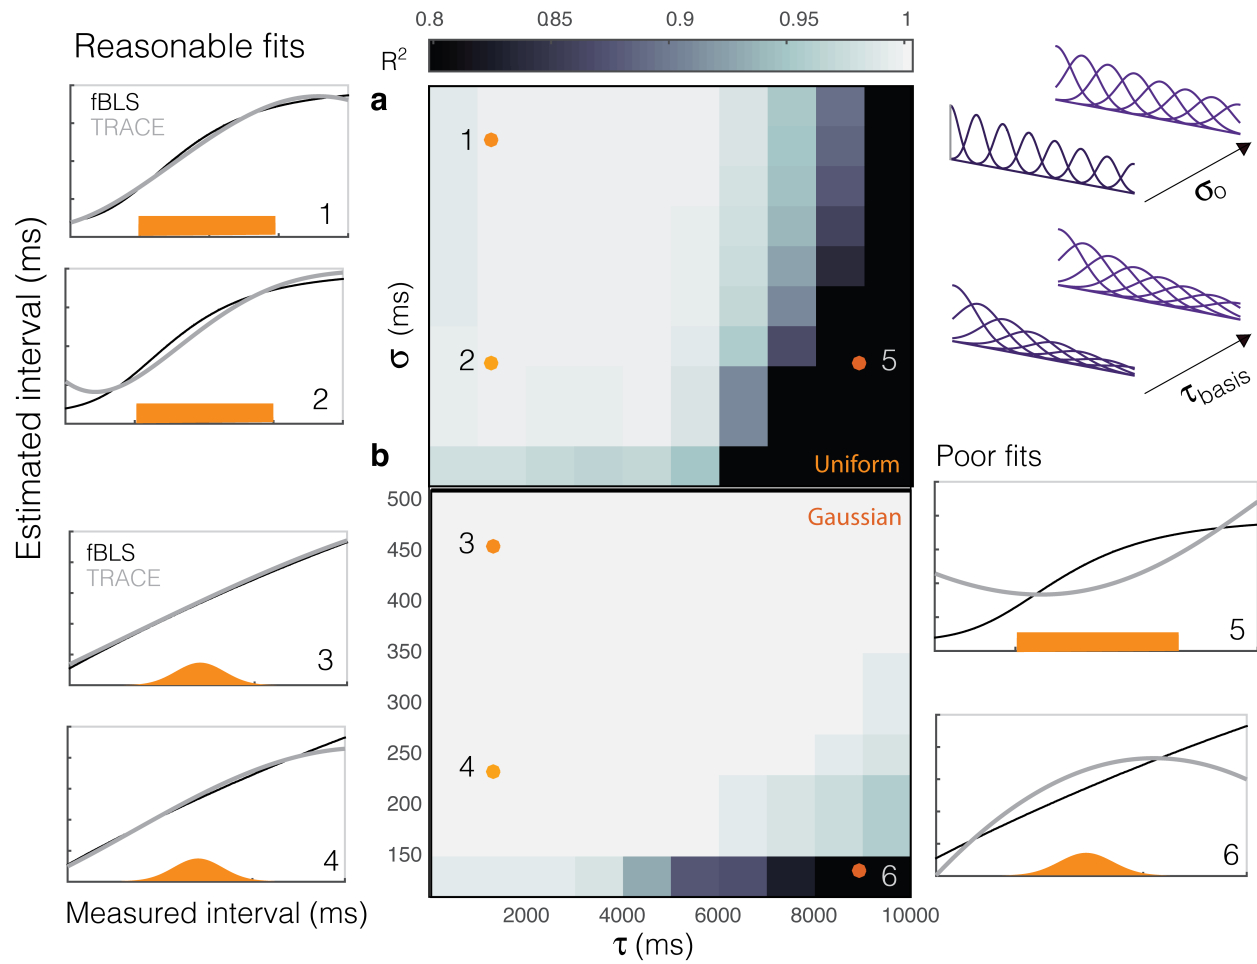 Reasonable fits
0.8 0.85 0.9 0.95 1
R²
a
fBLS
TRACE
1
2
Estimated interval (ms)
1
2
5
σ (ms)
Uniform
σo
τbasis
b
Poor fits
fBLS
TRACE
3
4
Measured interval (ms)
500
450
400
350
300
250
200
150
Gaussian
3
4
6
2000 4000 6000 8000 10000
τ (ms)
5
6